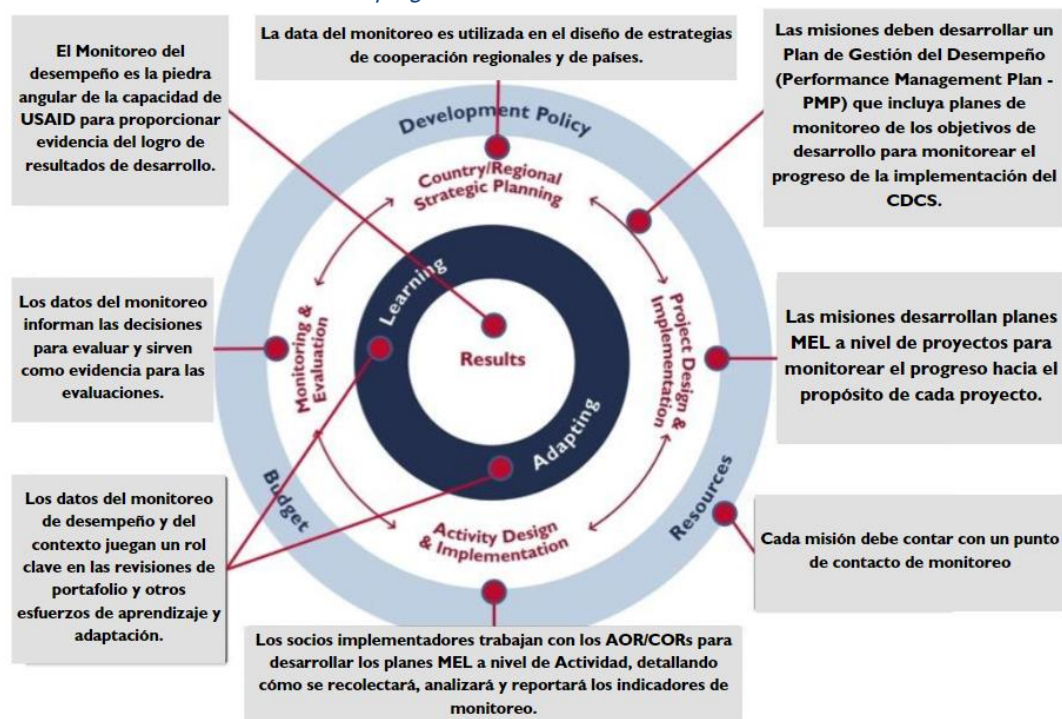 El Monitoreo del
desempeño es la piedra
angular de la capacidad de
USAID para proporcionar
evidencia del logro de
resultados de desarrollo.
La data del monitoreo es utilizada en el diseño de estrategias
de cooperación regionales y de países.
Las misiones deben desarrollar un
Plan de Gestión del Desempeño
(Performance Management Plan -
PMP) que incluya planes de
monitoreo de los objetivos de
desarrollo para monitorear el
progreso de la implementación del
CDCS.
Development Policy
Country/Regional
Strategic Planning
Learning
Monitoring &
Evaluation
Results
Project Design &
Implementation
Adapting
Activity Design
& Implementation
Budget
Resources
Los datos del monitoreo
informan las decisiones
para evaluar y sirven
como evidencia para las
evaluaciones.
Las misiones desarrollan planes
MEL a nivel de proyectos para
monitorear el progreso hacia el
propósito de cada proyecto.
Los datos del monitoreo
de desempeño y del
contexto juegan un rol
clave en las revisiones de
portafolio y otros
esfuerzos de aprendizaje y
adaptación.
Cada misión debe contar con un punto
de contacto de monitoreo
Los socios implementadores trabajan con los AOR/CORs para
desarrollar los planes MEL a nivel de Actividad, detallando
cómo se recolectará, analizará y reportará los indicadores de
monitoreo.